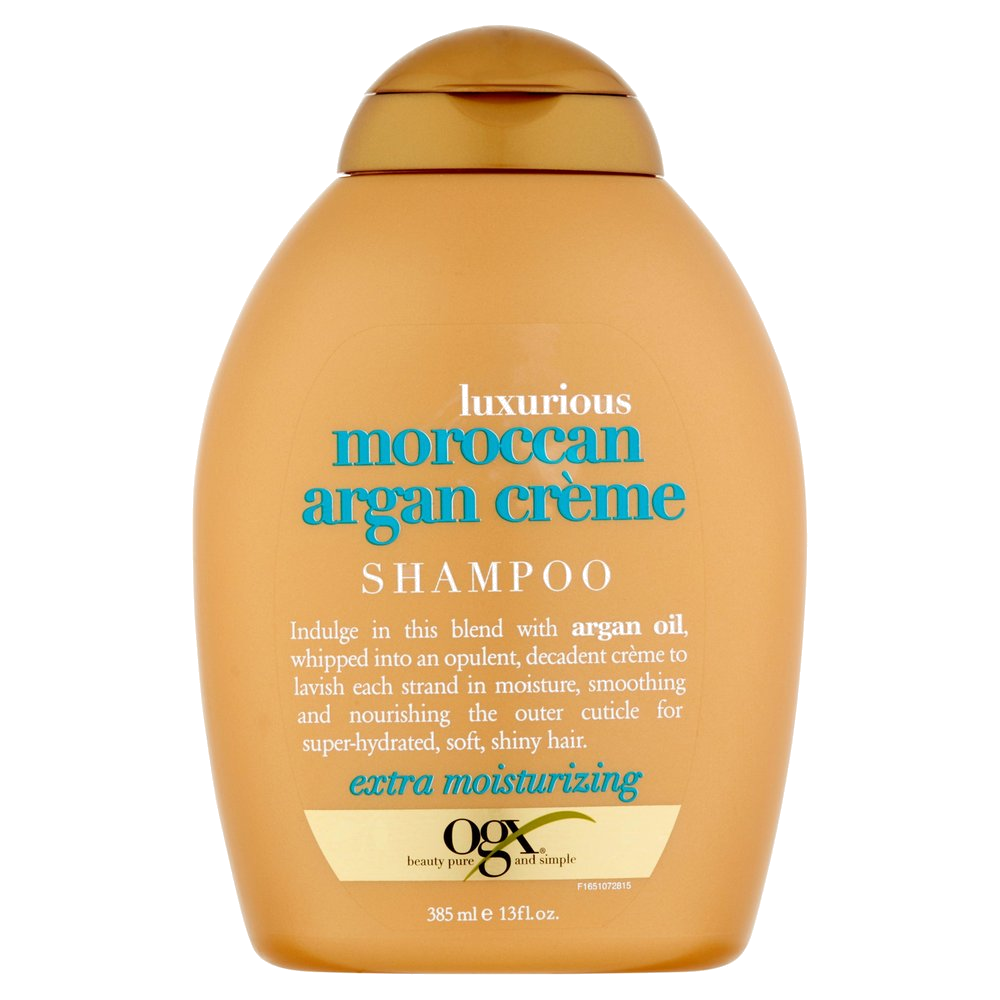 luxurious
moroccan
argan crème
SHAMPOO
Indulge in this blend with argan oil,
whipped into an opulent, decadent crème to
lavish each strand in moisture, smoothing
and nourishing the outer cuticle for
super-hydrated, soft, shiny hair.
extra moisturizing
ogx®
beauty pure and simple
F1651072815
385 ml e 13fl.oz.